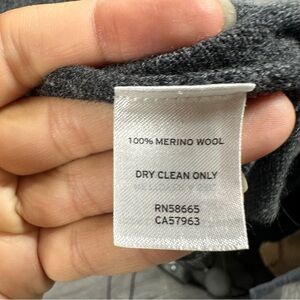 100% MERINO WOOL
DRY CLEAN ONLY
RN58665
CA57963